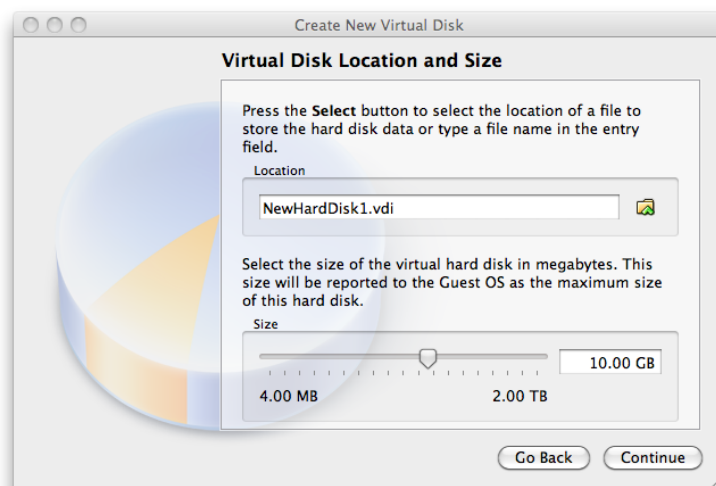 Create New Virtual Disk
Virtual Disk Location and Size
Press the Select button to select the location of a file to
store the hard disk data or type a file name in the entry
field.
Location
NewHardDisk1.vdi
Select the size of the virtual hard disk in megabytes. This
size will be reported to the Guest OS as the maximum size
of this hard disk.
Size
10.00 GB
4.00 MB 2.00 TB
Go Back Continue